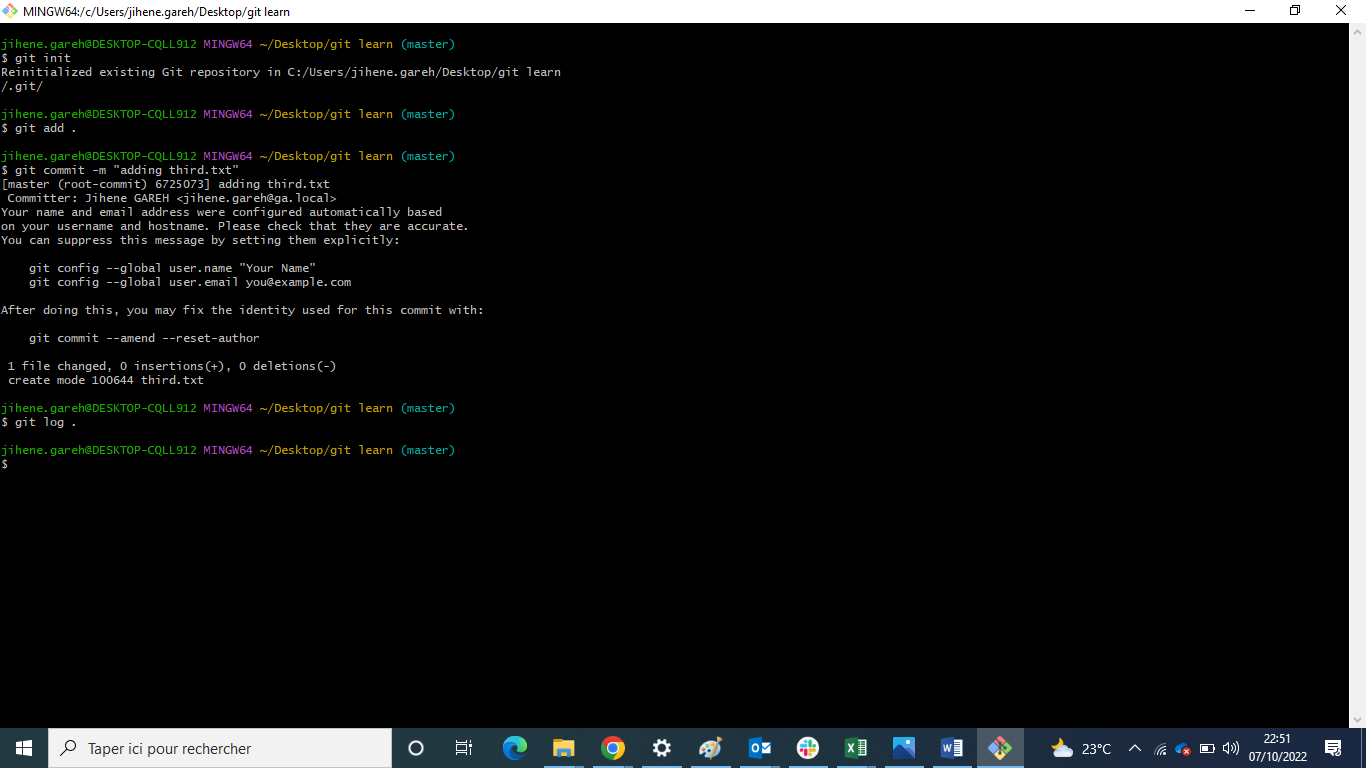 MINGW64:/c/Users/jihene.gareh/Desktop/git learn
jihene.gareh@DESKTOP-CQLL912 MINGW64 ~/Desktop/git learn (master)
$ git init
Reinitialized existing Git repository in C:/Users/jihene.gareh/Desktop/git learn
/.git/
jihene.gareh@DESKTOP-CQLL912 MINGW64 ~/Desktop/git learn (master)
$ git add .
jihene.gareh@DESKTOP-CQLL912 MINGW64 ~/Desktop/git learn (master)
$ git commit -m "adding third.txt"
[master (root-commit) 6725073] adding third.txt
 Committer: Jihene GAREH <jihene.gareh@ga.local>
Your name and email address were configured automatically based
on your username and hostname. Please check that they are accurate.
You can suppress this message by setting them explicitly:
    git config --global user.name "Your Name"
    git config --global user.email you@example.com
After doing this, you may fix the identity used for this commit with:
    git commit --amend --reset-author
 1 file changed, 0 insertions(+), 0 deletions(-)
 create mode 100644 third.txt
jihene.gareh@DESKTOP-CQLL912 MINGW64 ~/Desktop/git learn (master)
$ git log .
jihene.gareh@DESKTOP-CQLL912 MINGW64 ~/Desktop/git learn (master)
$
Taper ici pour rechercher
23°C
22:51
07/10/2022